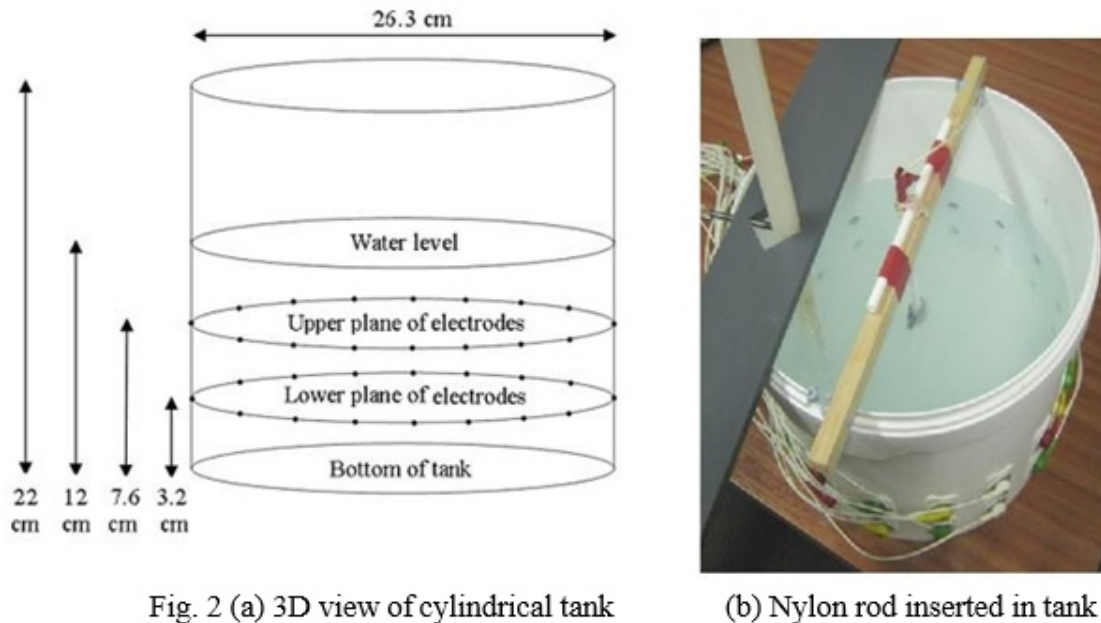 26.3 cm
Water level
Upper plane of electrodes
Lower plane of electrodes
Bottom of tank
22 12 7.6 3.2
cm cm cm cm
Fig. 2 (a) 3D view of cylindrical tank (b) Nylon rod inserted in tank